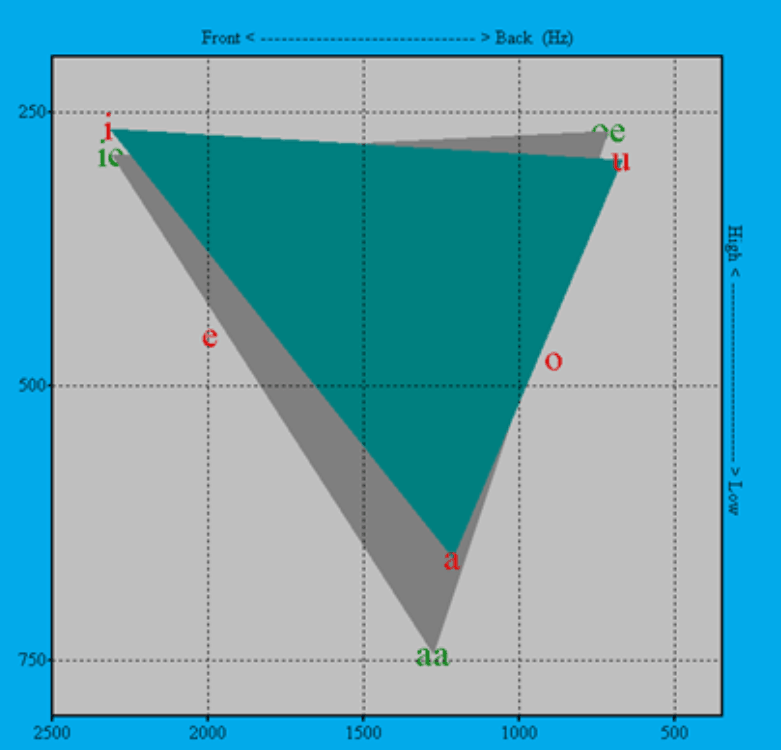 Front < ------------------------------- > Back (Hz)
250
i
oe
ie
u
High < ------------------------------- > Low
e
o
500
a
aa
750
2500 2000 1500 1000 500